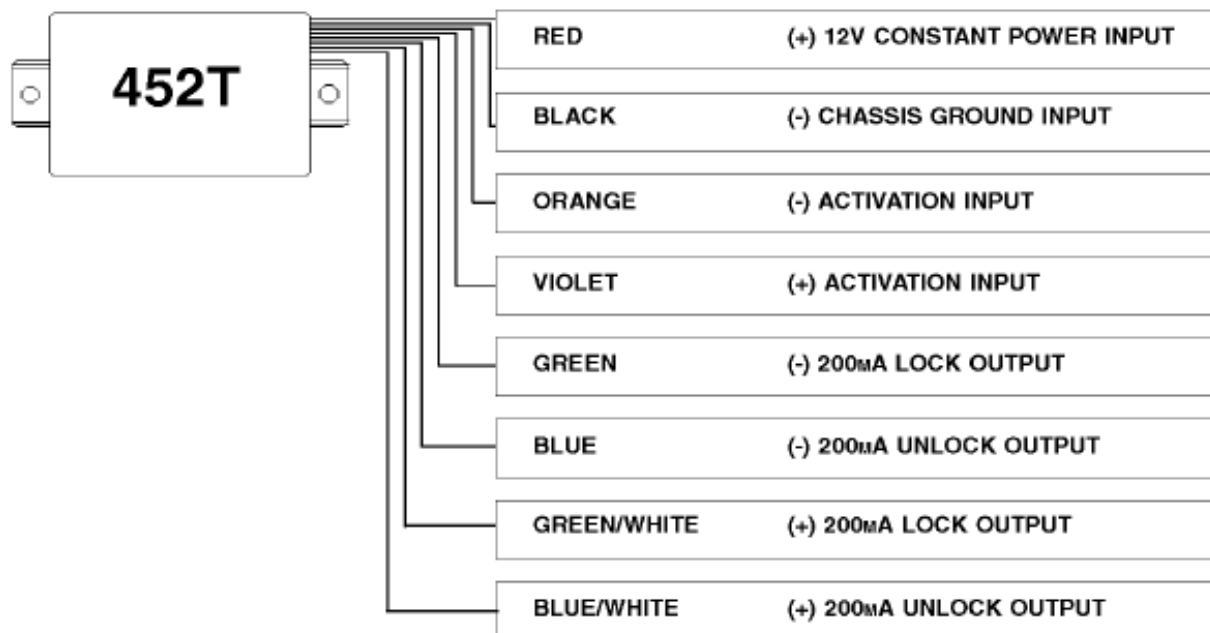 452T
RED (+) 12V CONSTANT POWER INPUT
BLACK (-) CHASSIS GROUND INPUT
ORANGE (-) ACTIVATION INPUT
VIOLET (+) ACTIVATION INPUT
GREEN (-) 200MA LOCK OUTPUT
BLUE (-) 200MA UNLOCK OUTPUT
GREEN/WHITE (+) 200MA LOCK OUTPUT
BLUE/WHITE (+) 200MA UNLOCK OUTPUT